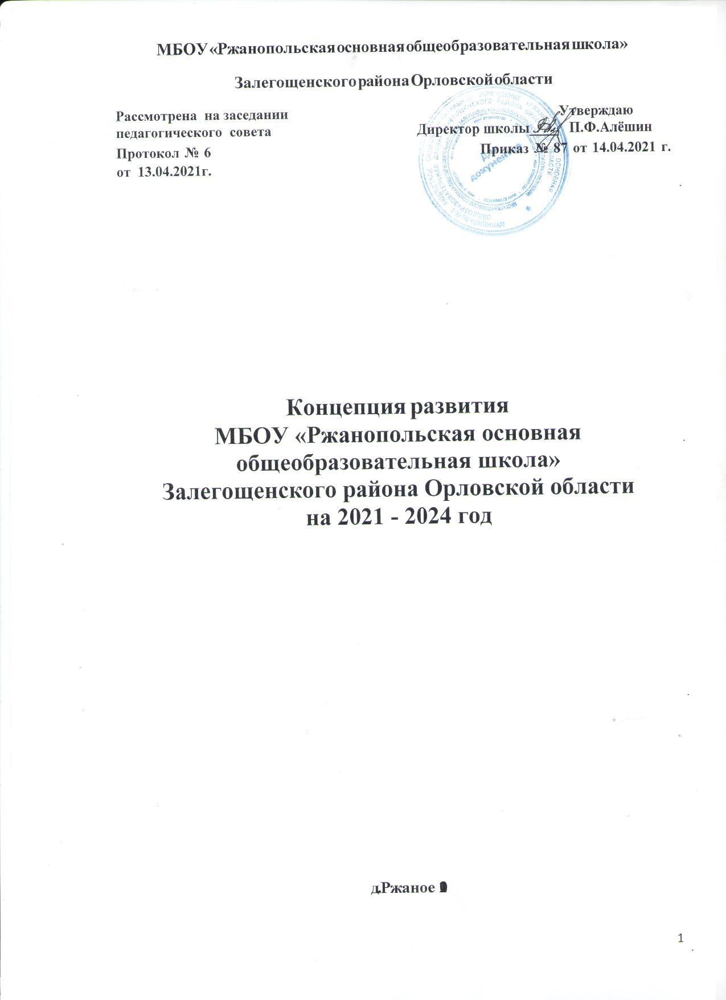 МБОУ «Ржанопольская основная общеобразовательная школа»
Залегощенского района Орловской области
Рассмотрена на заседании
педагогического совета
Протокол № 6
от 13.04.2021г.
Утверждаю
Директор школы П.Ф.Алёшин
Приказ № 87 от 14.04.2021 г.
Для
документов
Концепция развития
МБОУ «Ржанопольская основная
общеобразовательная школа»
Залегощенского района Орловской области
на 2021 - 2024 год
д.Ржаное
1